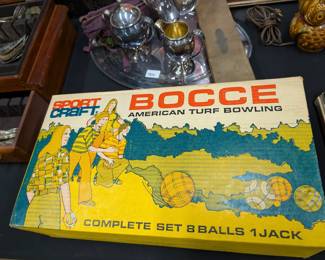 SPORT
CRAFT
BOCCE
AMERICAN TURF BOWLING
COMPLETE SET 8 BALLS 1 JACK